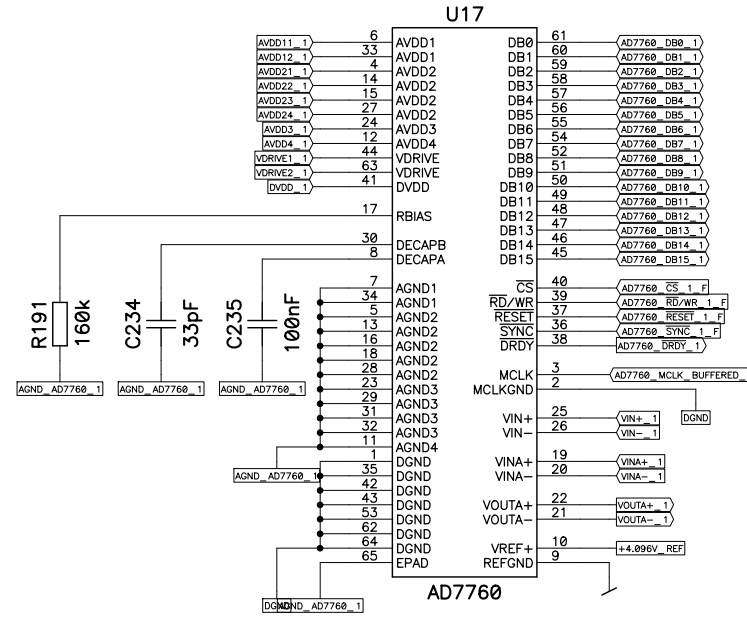 U17
AVDD11_1 6 AVDD1 DB0 61 AD7760_DB0_1
AVDD12_1 33 AVDD1 DB1 60 AD7760_DB1_1
AVDD21_1 4 AVDD2 DB2 59 AD7760_DB2_1
AVDD22_1 14 AVDD2 DB3 58 AD7760_DB3_1
AVDD23_1 15 AVDD2 DB4 57 AD7760_DB4_1
AVDD24_1 27 AVDD2 DB5 56 AD7760_DB5_1
AVDD3_1 24 AVDD3 DB6 55 AD7760_DB6_1
AVDD4_1 12 AVDD4 DB7 54 AD7760_DB7_1
VDRIVE1_1 44 VDRIVE DB8 52 AD7760_DB8_1
VDRIVE2_1 63 VDRIVE DB9 51 AD7760_DB9_1
DVDD_1 41 DVDD DB10 50 AD7760_DB10_1
DB11 49 AD7760_DB11_1
17 RBIAS DB12 48 AD7760_DB12_1
DB13 47 AD7760_DB13_1
30 DECAPB DB14 46 AD7760_DB14_1
8 DECAPA DB15 45 AD7760_DB15_1
7 AGND1 CS 40 AD7760_CS_1_F
34 AGND1 RD/WR 39 AD7760_RD/WR_1_F
5 AGND2 RESET 37 AD7760_RESET_1_F
13 AGND2 SYNC 36 AD7760_SYNC_1_F
16 AGND2 DRDY 38 AD7760_DRDY_1
18 AGND2
28 AGND2 MCLK 3 AD7760_MCLK_BUFFERED_
23 AGND3 MCLKGND 2
29 AGND3
31 AGND3 VIN+ 25 VIN+_1 DGND
32 AGND3 VIN- 26 VIN-_1
11 AGND4
1 DGND VINA+ 19 VINA+_1
35 DGND VINA- 20 VINA-_1
42 DGND
43 DGND VOUTA+ 22 VOUTA+_1
53 DGND VOUTA- 21 VOUTA-_1
62 DGND
64 DGND VREF+ 10 +4.096V_REF
65 EPAD REFGND 9
R191 160k
C234 33pF
C235 100nF
AGND_AD7760_1
AGND_AD7760_1
AGND_AD7760_1
AGND_AD7760_1
DGND
AGND_AD7760_1
AD7760